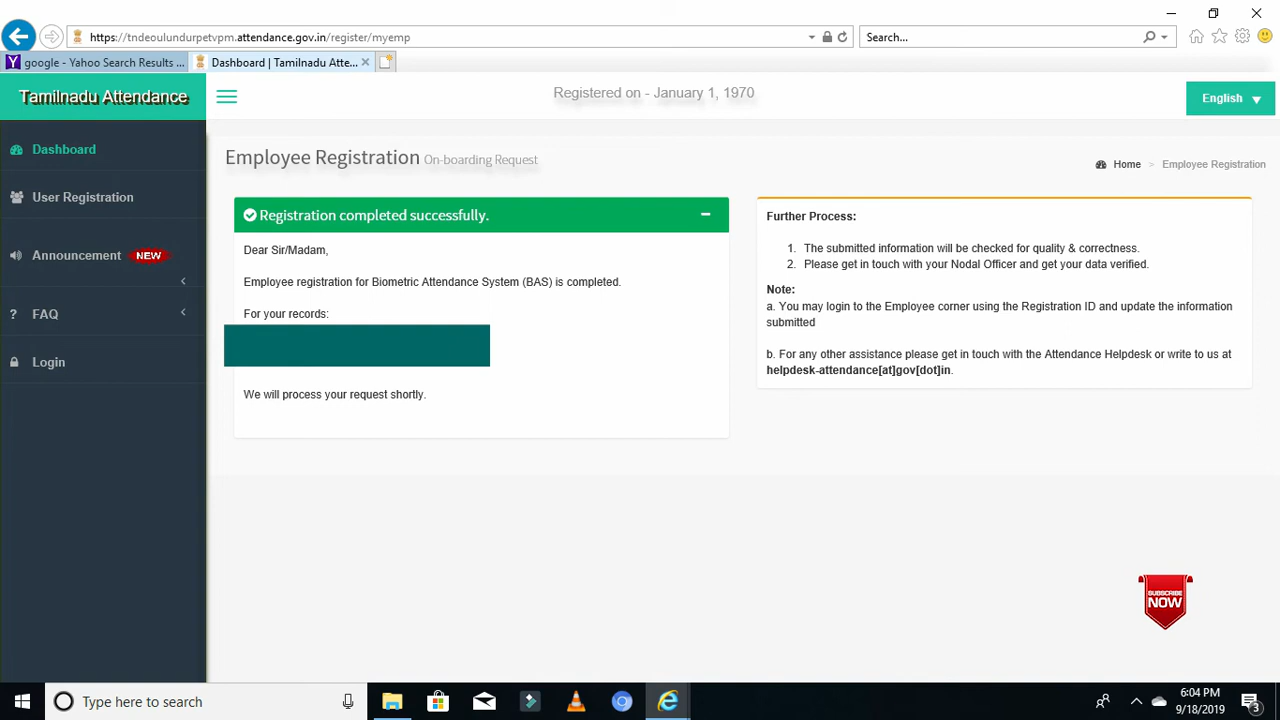 https://tndeoulundurpetvpm.attendance.gov.in/register/myemp
Search...
google - Yahoo Search Results ...
Dashboard | Tamilnadu Atte...
Tamilnadu Attendance
Registered on - January 1, 1970
English
Dashboard
User Registration
Announcement NEW
FAQ
Login
Employee Registration On-boarding Request
Home > Employee Registration
Registration completed successfully.
Dear Sir/Madam,
Employee registration for Biometric Attendance System (BAS) is completed.
For your records:
We will process your request shortly.
Further Process:
1. The submitted information will be checked for quality & correctness.
2. Please get in touch with your Nodal Officer and get your data verified.
Note:
a. You may login to the Employee corner using the Registration ID and update the information
submitted
b. For any other assistance please get in touch with the Attendance Helpdesk or write to us at
helpdesk-attendance[at]gov[dot]in.
SUBSCRIBE
NOW
Type here to search
6:04 PM
9/18/2019
3